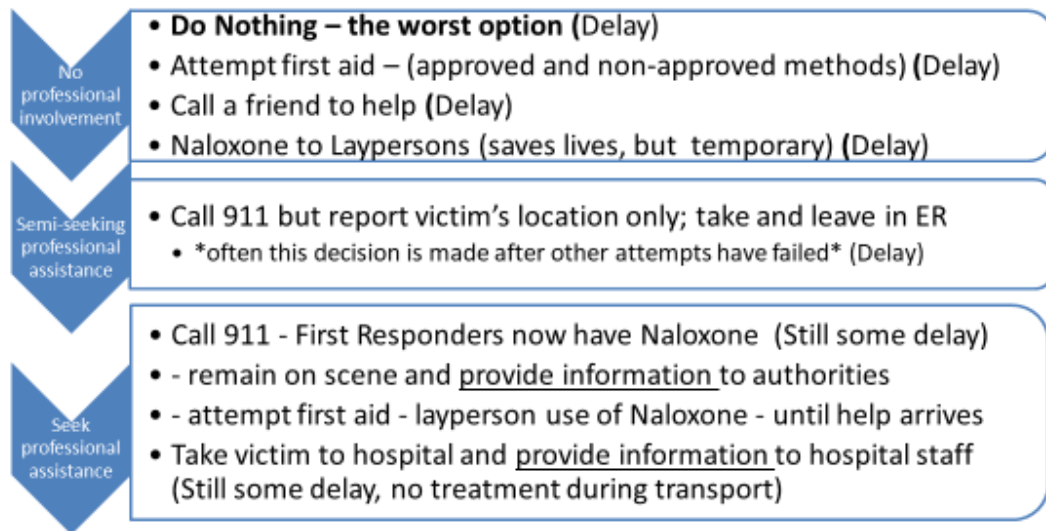 No
professional
involvement
• Do Nothing – the worst option (Delay)
• Attempt first aid – (approved and non-approved methods) (Delay)
• Call a friend to help (Delay)
• Naloxone to Laypersons (saves lives, but temporary) (Delay)
Semi-seeking
professional
assistance
• Call 911 but report victim's location only; take and leave in ER
• *often this decision is made after other attempts have failed* (Delay)
Seek
professional
assistance
• Call 911 - First Responders now have Naloxone (Still some delay)
• - remain on scene and provide information to authorities
• - attempt first aid - layperson use of Naloxone - until help arrives
• Take victim to hospital and provide information to hospital staff
(Still some delay, no treatment during transport)